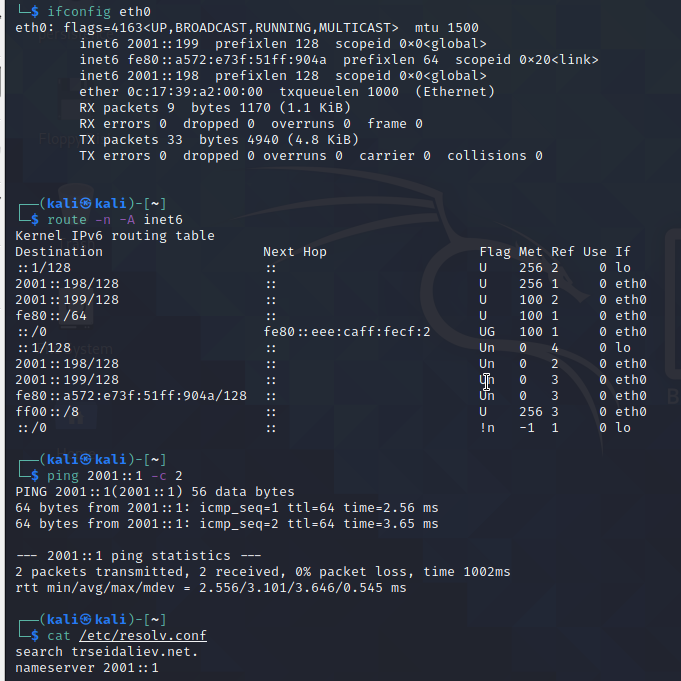 └─$ ifconfig eth0
eth0: flags=4163<UP,BROADCAST,RUNNING,MULTICAST>  mtu 1500
        inet6 2001::199  prefixlen 128  scopeid 0×0<global>
        inet6 fe80::a572:e73f:51ff:904a  prefixlen 64  scopeid 0×20<link>
        inet6 2001::198  prefixlen 128  scopeid 0×0<global>
        ether 0c:17:39:a2:00:00  txqueuelen 1000  (Ethernet)
        RX packets 9  bytes 1170 (1.1 KiB)
        RX errors 0  dropped 0  overruns 0  frame 0
        TX packets 33  bytes 4940 (4.8 KiB)
        TX errors 0  dropped 0 overruns 0  carrier 0  collisions 0
┌──(kali㉿kali)-[~]
└─$ route -n -A inet6
Kernel IPv6 routing table
Destination                    Next Hop                   Flag Met Ref Use If
::1/128                        ::                         U    256 2     0 lo
2001::198/128                  ::                         U    256 1     0 eth0
2001::199/128                  ::                         U    100 2     0 eth0
fe80::/64                      ::                         U    100 1     0 eth0
::/0                           fe80::eee:caff:fecf:2      UG   100 1     0 eth0
::1/128                        ::                         Un   0   4     0 lo
2001::198/128                  ::                         Un   0   2     0 eth0
2001::199/128                  ::                         Un   0   3     0 eth0
fe80::a572:e73f:51ff:904a/128  ::                         Un   0   3     0 eth0
ff00::/8                       ::                         U    256 3     0 eth0
::/0                           ::                         !n   -1  1     0 lo
┌──(kali㉿kali)-[~]
└─$ ping 2001::1 -c 2
PING 2001::1(2001::1) 56 data bytes
64 bytes from 2001::1: icmp_seq=1 ttl=64 time=2.56 ms
64 bytes from 2001::1: icmp_seq=2 ttl=64 time=3.65 ms
--- 2001::1 ping statistics ---
2 packets transmitted, 2 received, 0% packet loss, time 1002ms
rtt min/avg/max/mdev = 2.556/3.101/3.646/0.545 ms
┌──(kali㉿kali)-[~]
└─$ cat /etc/resolv.conf
search trseidaliev.net.
nameserver 2001::1